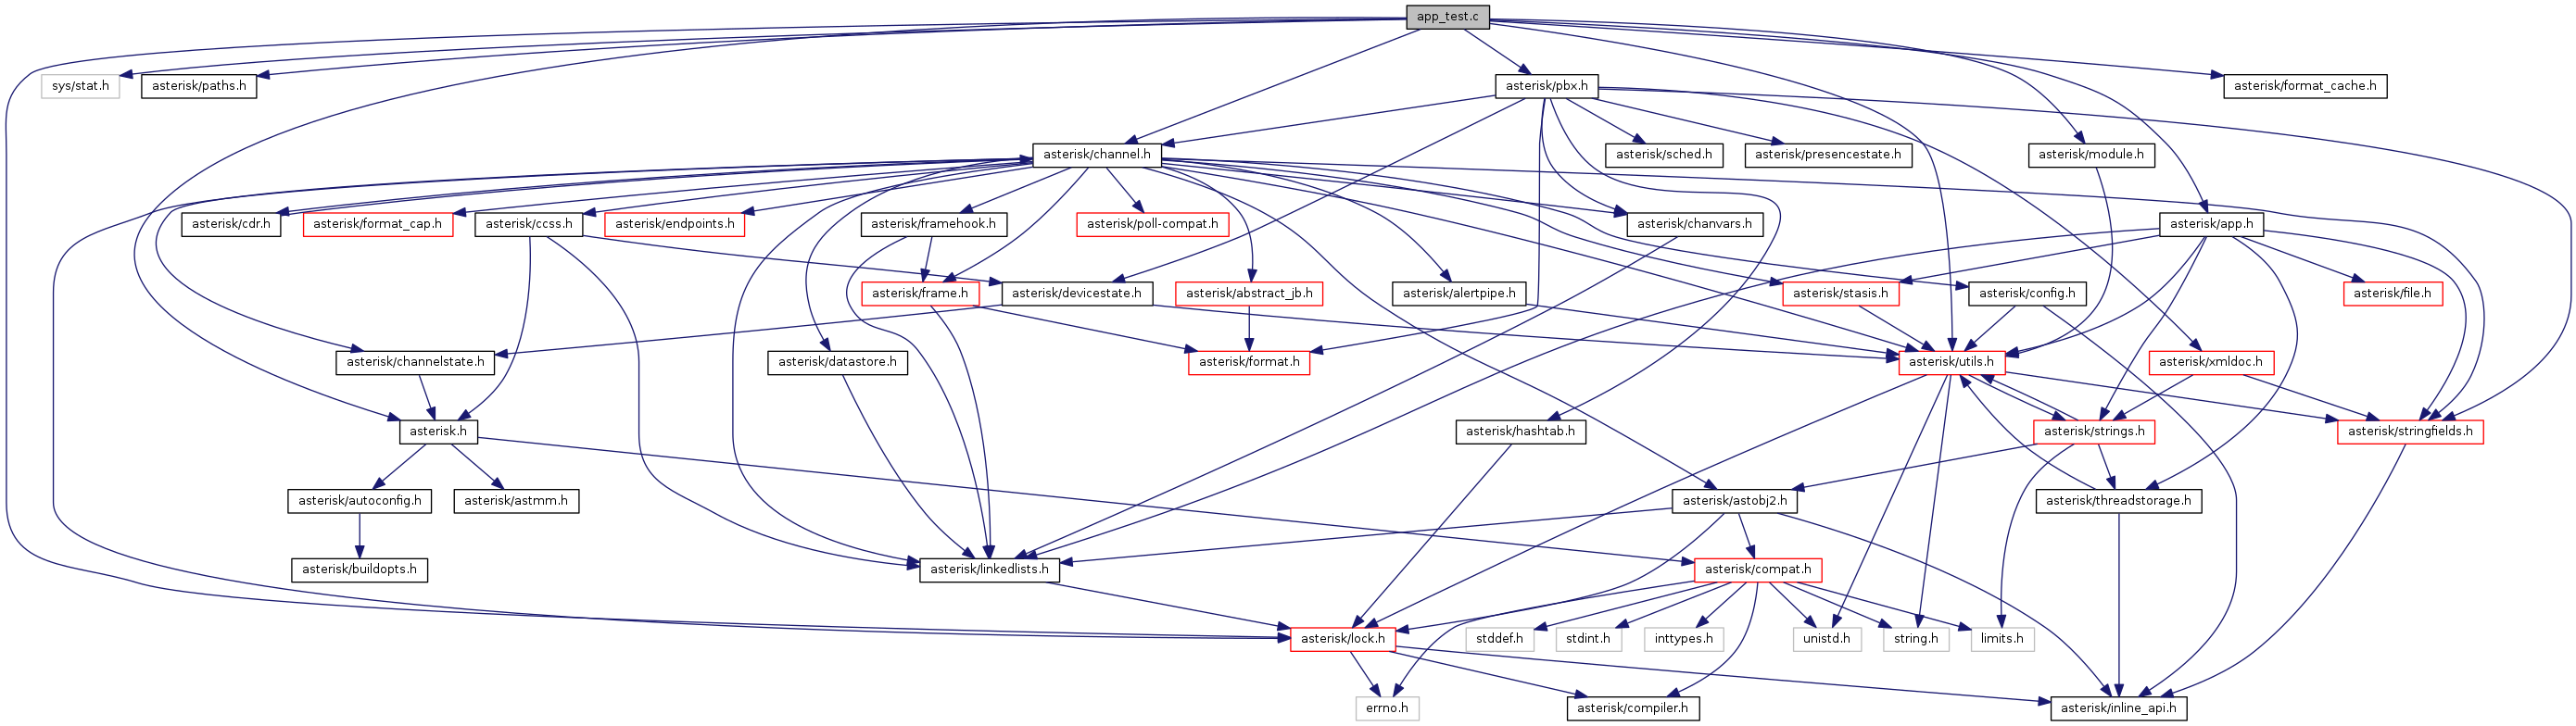 app_test.c
sys/stat.h
asterisk/paths.h
asterisk/pbx.h
asterisk/format_cache.h
asterisk/channel.h
asterisk/sched.h
asterisk/presencestate.h
asterisk/module.h
asterisk/cdr.h
asterisk/format_cap.h
asterisk/ccss.h
asterisk/endpoints.h
asterisk/framehook.h
asterisk/poll-compat.h
asterisk/chanvars.h
asterisk/app.h
asterisk/frame.h
asterisk/devicestate.h
asterisk/abstract_jb.h
asterisk/alertpipe.h
asterisk/stasis.h
asterisk/config.h
asterisk/file.h
asterisk/channelstate.h
asterisk/datastore.h
asterisk/format.h
asterisk/utils.h
asterisk/xmldoc.h
asterisk.h
asterisk/hashtab.h
asterisk/strings.h
asterisk/stringfields.h
asterisk/autoconfig.h
asterisk/astmm.h
asterisk/astobj2.h
asterisk/threadstorage.h
asterisk/buildopts.h
asterisk/linkedlists.h
asterisk/compat.h
asterisk/lock.h
stddef.h
stdint.h
inttypes.h
unistd.h
string.h
limits.h
errno.h
asterisk/compiler.h
asterisk/inline_api.h